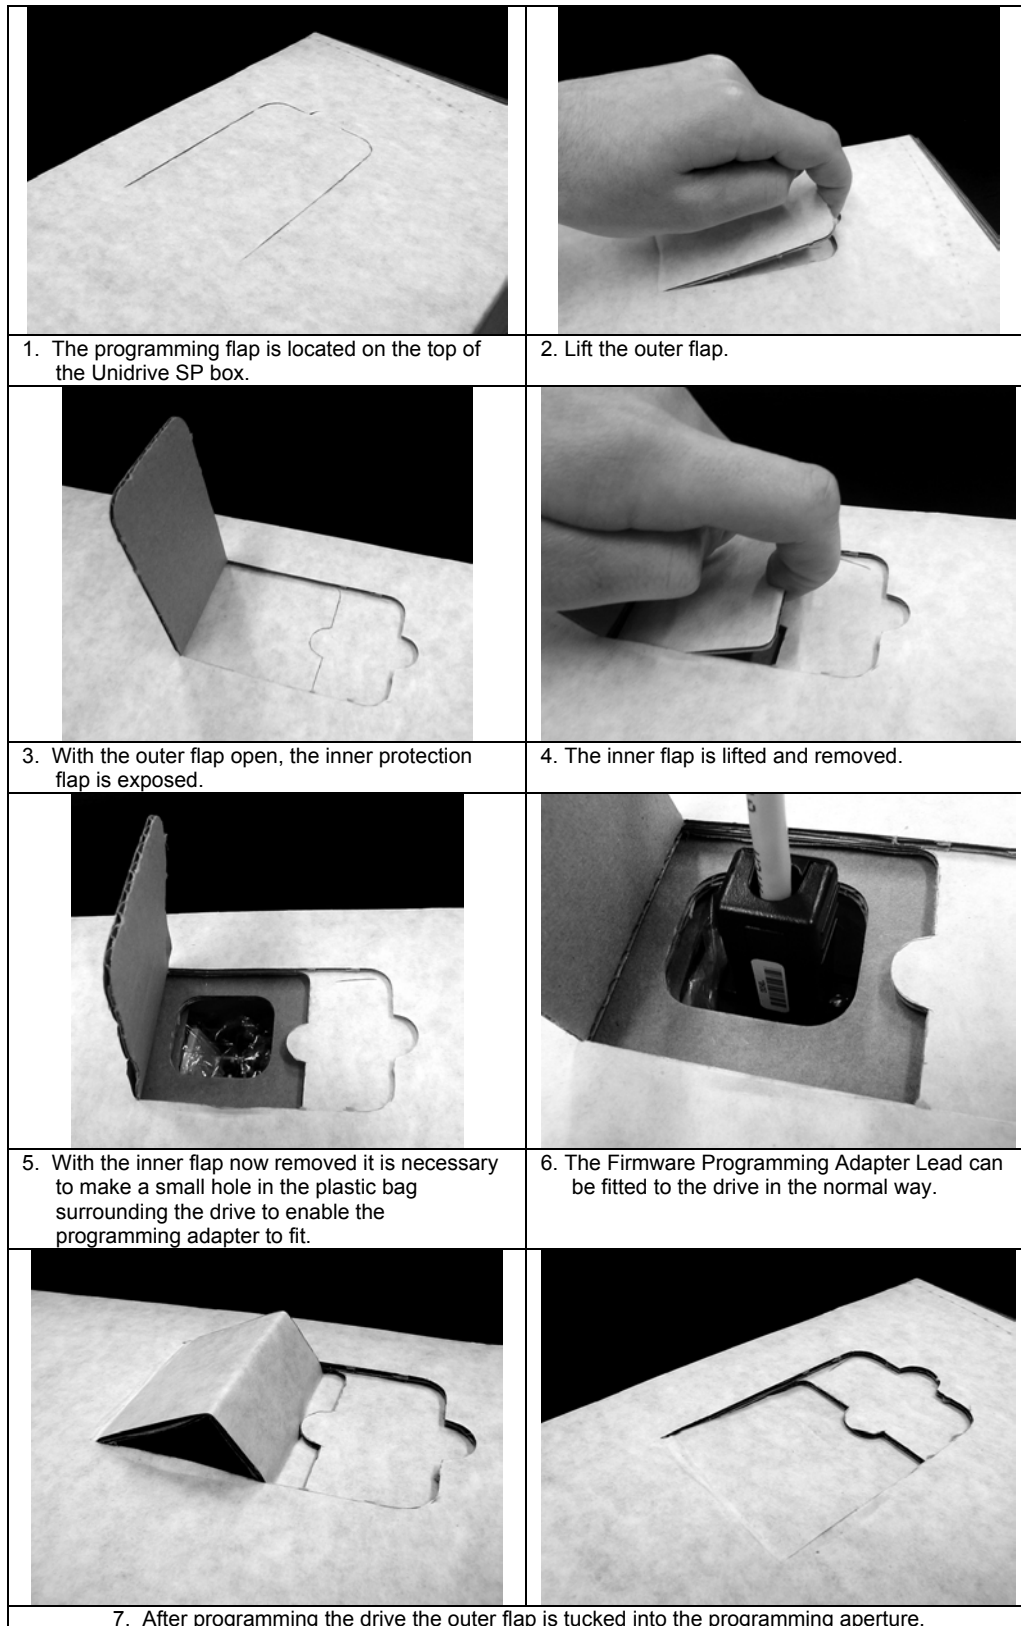 1. The programming flap is located on the top of
the Unidrive SP box.
2. Lift the outer flap.
3. With the outer flap open, the inner protection
flap is exposed.
4. The inner flap is lifted and removed.
5. With the inner flap now removed it is necessary
to make a small hole in the plastic bag
surrounding the drive to enable the
programming adapter to fit.
6. The Firmware Programming Adapter Lead can
be fitted to the drive in the normal way.
7. After programming the drive the outer flap is tucked into the programming aperture.